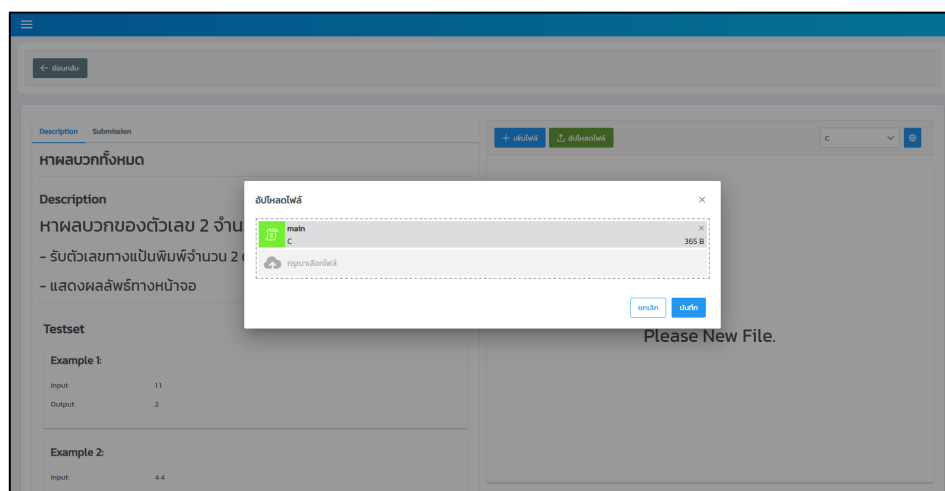 ← ย้อนกลับ
Description Submission
+ เพิ่มไฟล์ อัปโหลดไฟล์ C
หาผลบวกทั้งหมด
Description
หาผลบวกของตัวเลข 2 จำนว
- รับตัวเลขทางแป้นพิมพ์จำนวน 2
- แสดงผลลัพธ์ทางหน้าจอ
อัปโหลดไฟล์ ×
main ×
C 365 B
กรุณาเลือกไฟล์
ยกเลิก บันทึก
Please New File.
Testset
Example 1:
Input: 1 1
Output: 2
Example 2:
Input: 4 4